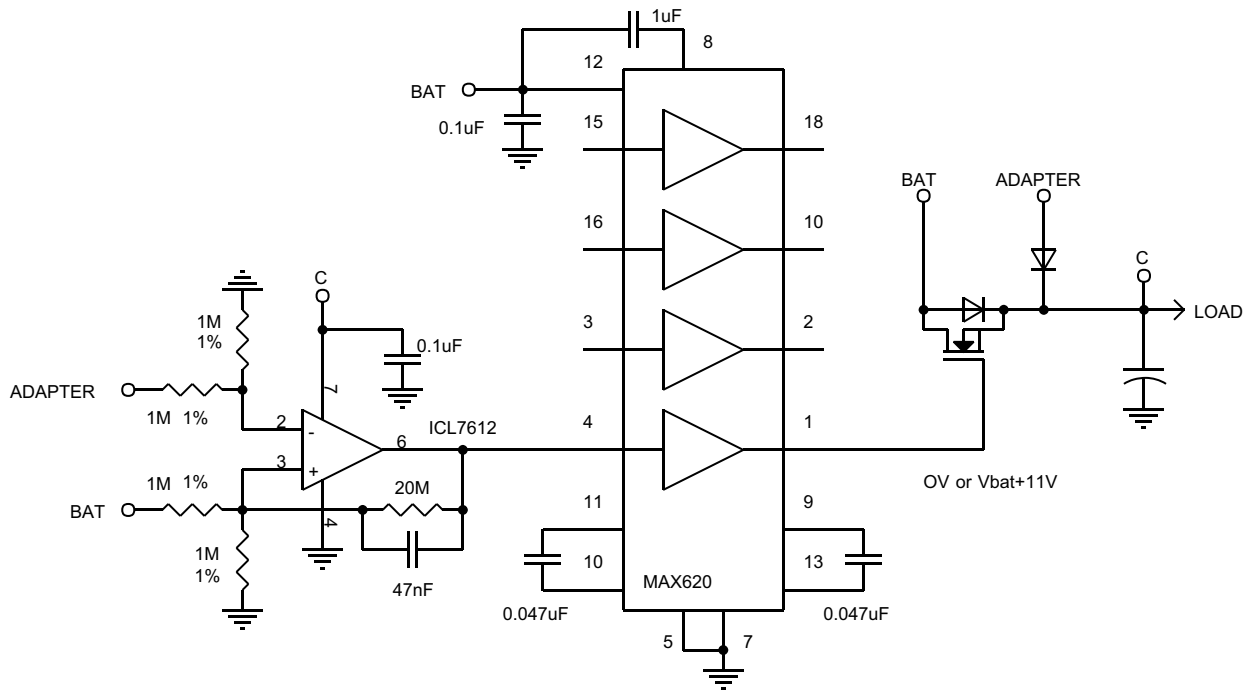 1uF
8
12
BAT
0.1uF
15
18
BAT
ADAPTER
16
10
C
C
LOAD
1M
1%
3
2
0.1uF
7
ADAPTER
1M 1%
2
-
ICL7612
4
1
6
3
+
1M 1%
BAT
20M
OV or Vbat+11V
4
11
9
1M
1%
47nF
10
13
MAX620
0.047uF
0.047uF
5
7